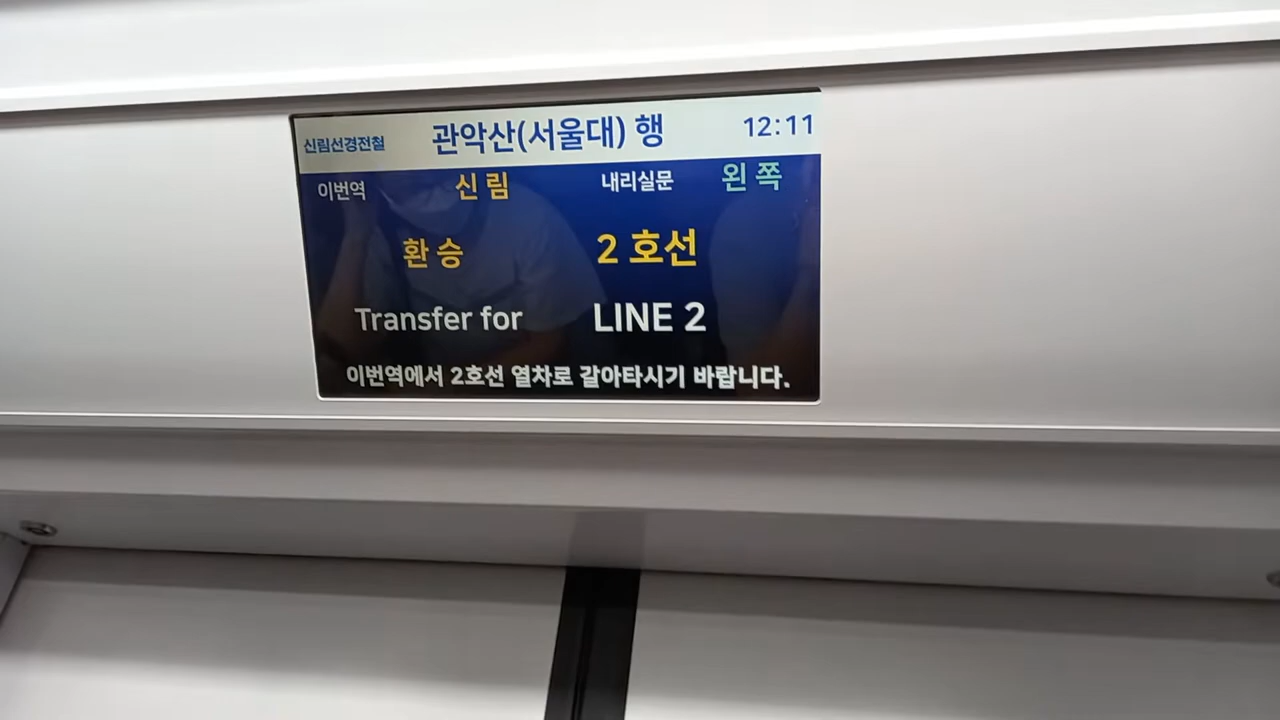 신림선경전철 관악산(서울대) 행 12:11
이번역 신림 내리실문 왼쪽
환승 2 호선
Transfer for LINE 2
이번역에서 2호선 열차로 갈아타시기 바랍니다.